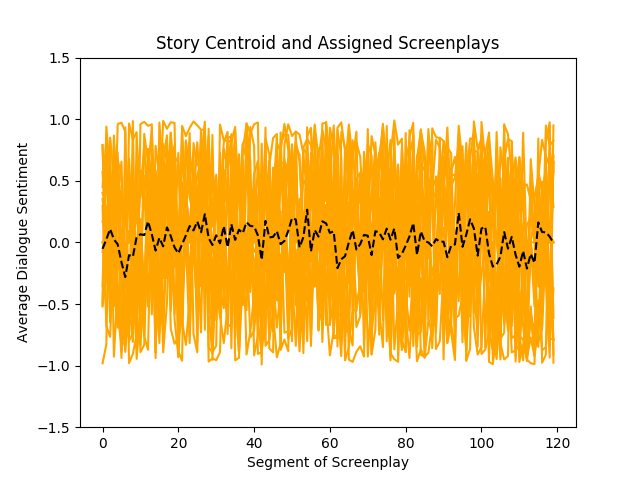 Story Centroid and Assigned Screenplays
1.5
1.0
0.5
0.0
−0.5
−1.0
−1.5
Average Dialogue Sentiment
0 20 40 60 80 100 120
Segment of Screenplay